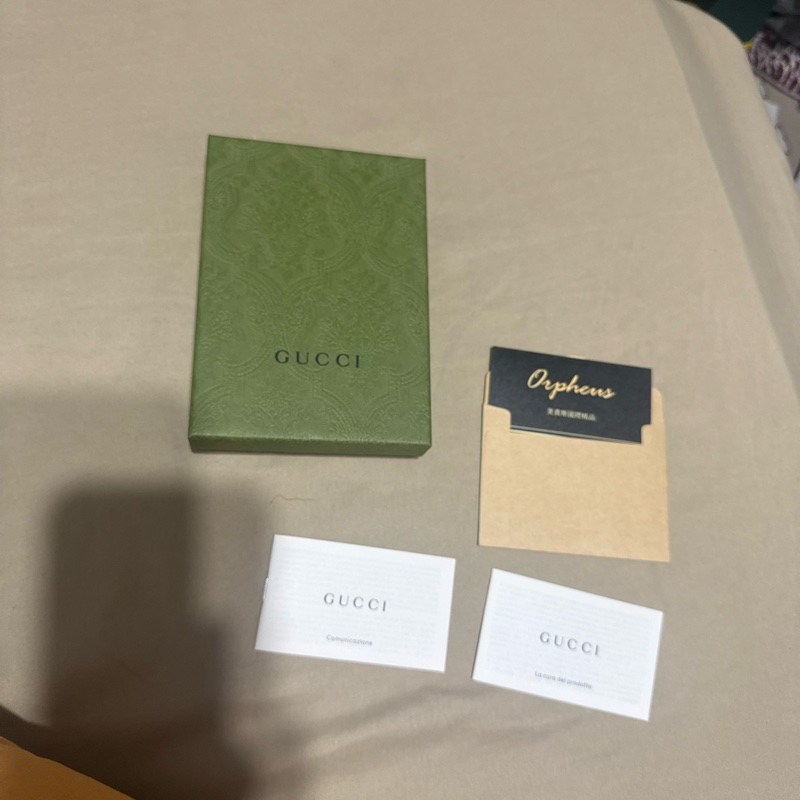 GUCCI
Orpheus
GUCCI
Comunicazione
GUCCI
La cura del prodotto